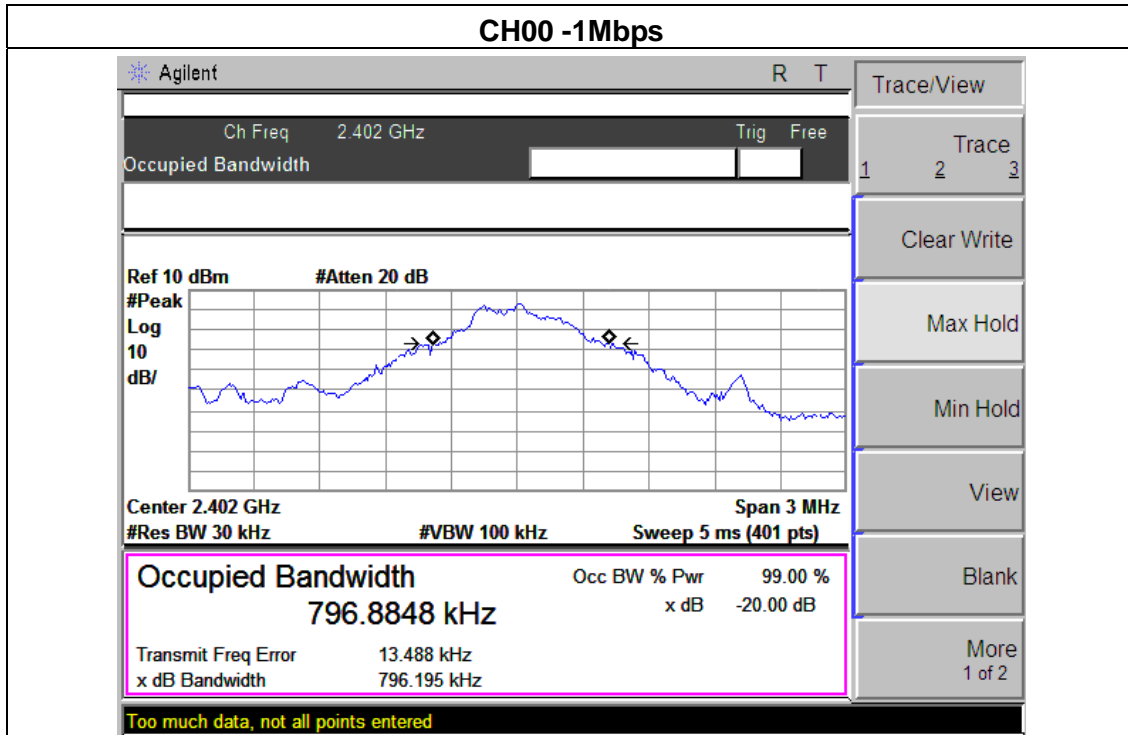 CH00 -1Mbps
Agilent R T
Trace/View
Ch Freq 2.402 GHz Trig Free
Occupied Bandwidth
Trace
1 2 3
Clear Write
Ref 10 dBm #Atten 20 dB
#Peak
Log
10
dB/
Max Hold
Min Hold
View
Center 2.402 GHz Span 3 MHz
#Res BW 30 kHz #VBW 100 kHz Sweep 5 ms (401 pts)
Occupied Bandwidth Occ BW % Pwr 99.00 %
796.8848 kHz x dB -20.00 dB
Blank
Transmit Freq Error 13.488 kHz
x dB Bandwidth 796.195 kHz
More
1 of 2
Too much data, not all points entered